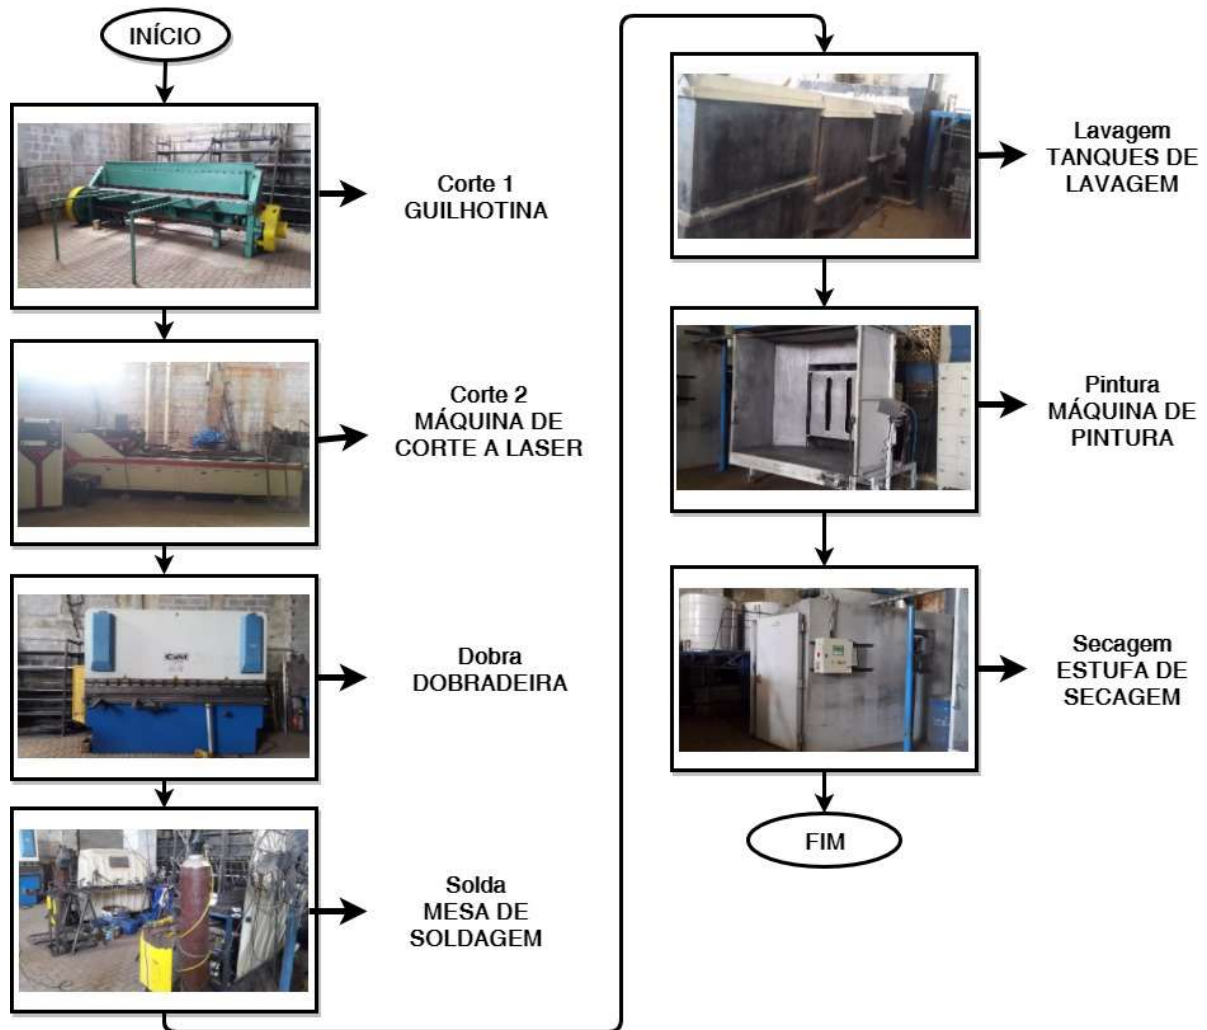 INÍCIO
Corte 1
GUILHOTINA
Corte 2
MÁQUINA DE
CORTE A LASER
Dobra
DOBRADEIRA
Solda
MESA DE
SOLDAGEM
Lavagem
TANQUES DE
LAVAGEM
Pintura
MÁQUINA DE
PINTURA
Secagem
ESTUFA DE
SECAGEM
FIM